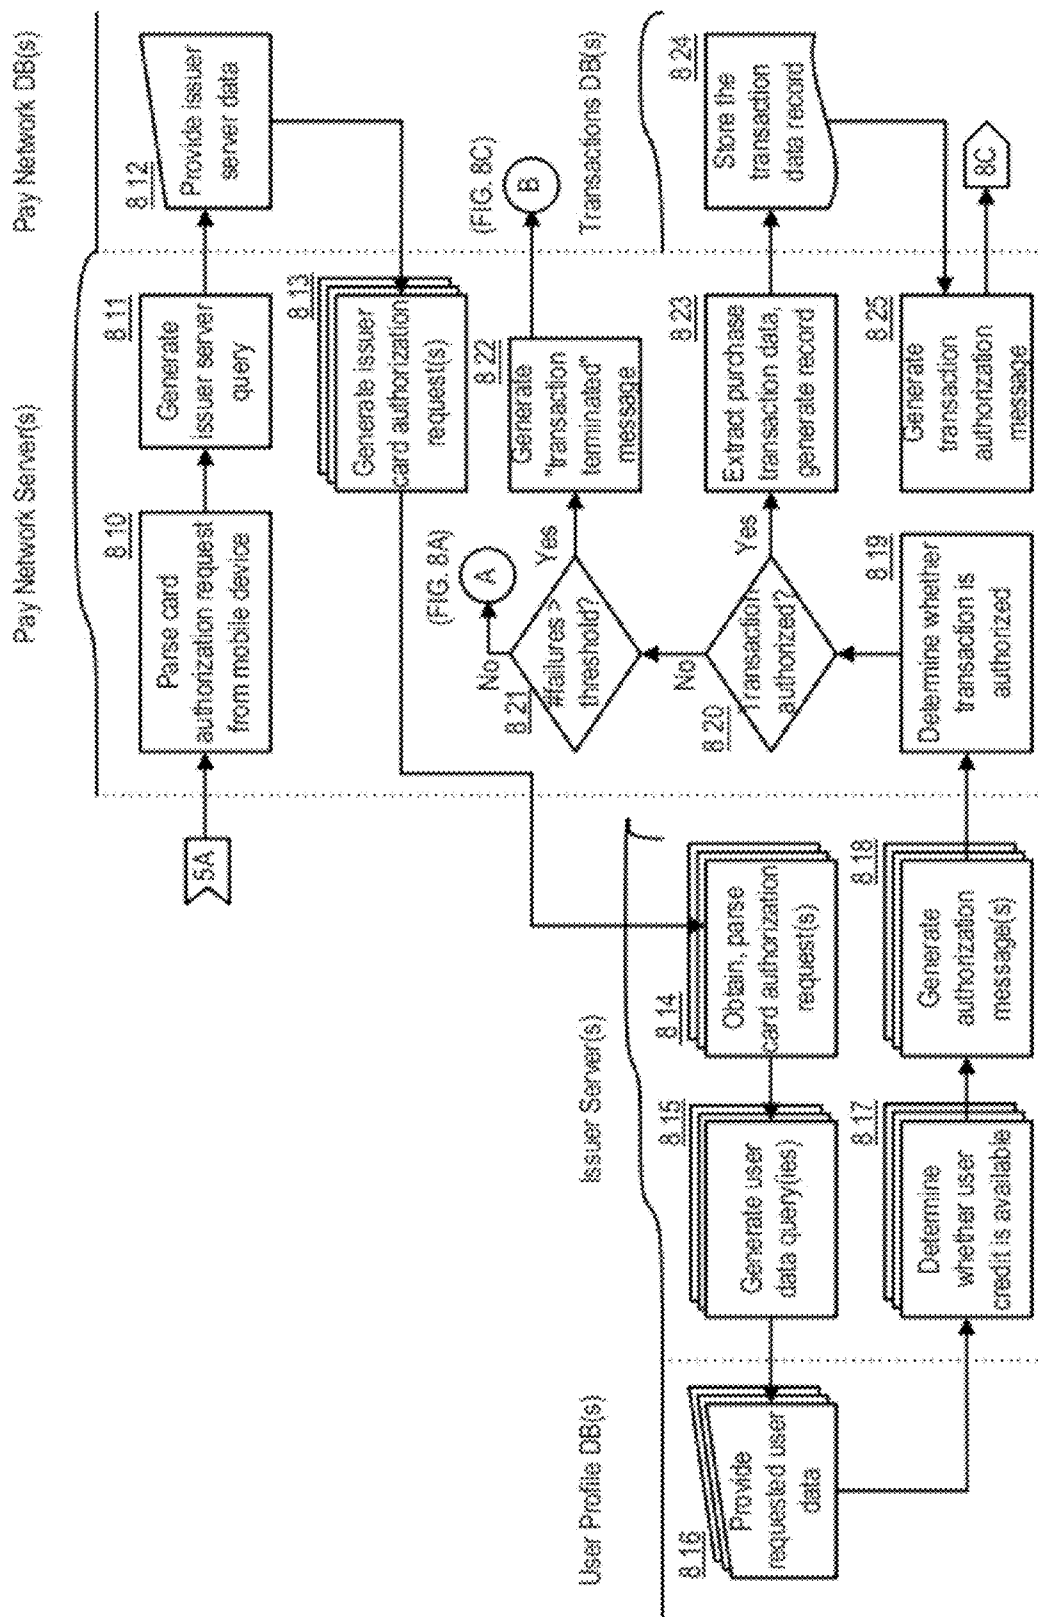 User Profile DB(s)
Issuer Server(s)
Pay Network Server(s)
Pay Network DB(s)
5A
8.10
Parse card
authorization request
from mobile device
8.11
Generate
issuer server
query
8.12
Provide issuer
server data
8.13
Generate issuer
card authorization
request(s)
8.14
Obtain, parse
card authorization
request(s)
8.15
Generate user
data query(ies)
8.16
Provide
requested user
data
8.17
Determine
whether user
credit is available
8.18
Generate
authorization
message(s)
8.19
Determine whether
transaction is
authorized
8.20
Transaction
authorized?
No
Yes
8.21
#failures >
threshold?
No
Yes
(FIG. 8A)
A
8.22
Generate
"transaction
terminated"
message
(FIG. 8C)
B
8.23
Extract purchase
transaction data,
generate record
Transactions DB(s)
8.24
Store the
transaction
data record
8.25
Generate
transaction
authorization
message
8C